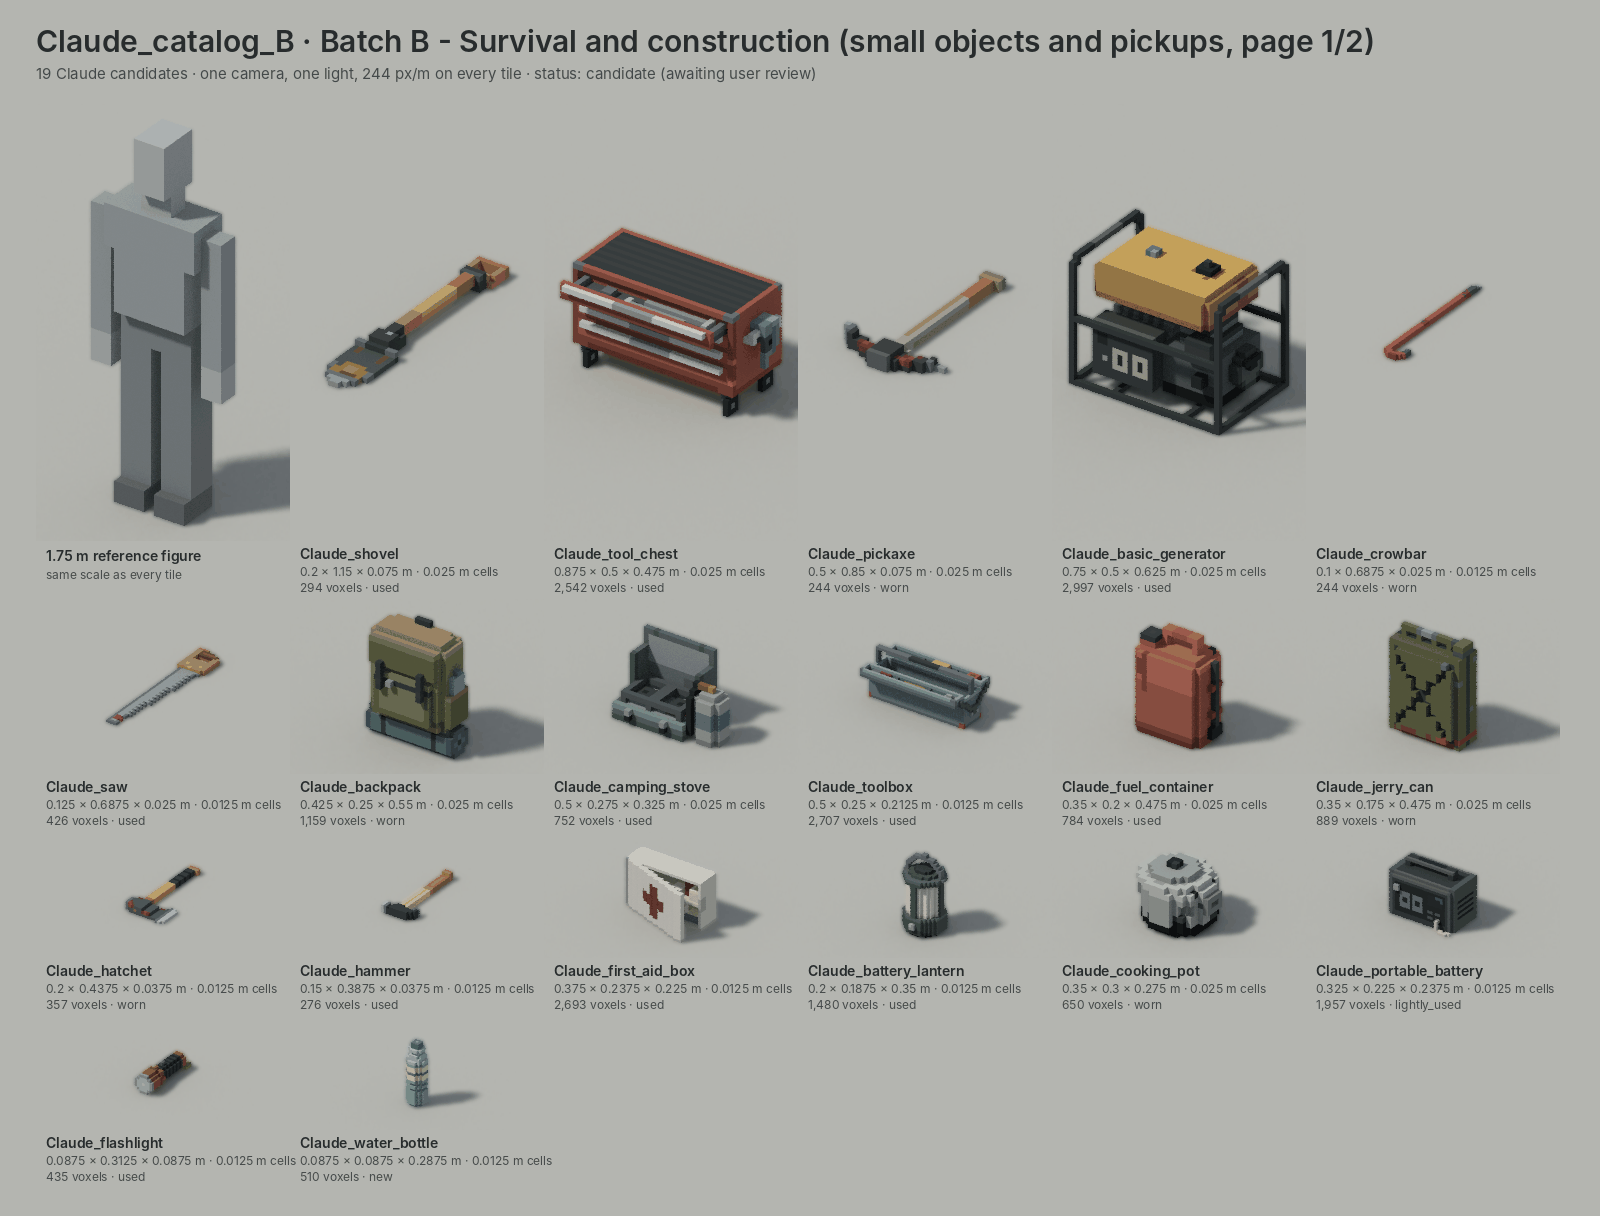 Claude_catalog_B · Batch B - Survival and construction (small objects and pickups, page 1/2)
19 Claude candidates · one camera, one light, 244 px/m on every tile · status: candidate (awaiting user review)
1.75 m reference figure
same scale as every tile
Claude_shovel
0.2 × 1.15 × 0.075 m · 0.025 m cells
294 voxels · used
Claude_tool_chest
0.875 × 0.5 × 0.475 m · 0.025 m cells
2,542 voxels · used
Claude_pickaxe
0.5 × 0.85 × 0.075 m · 0.025 m cells
244 voxels · worn
Claude_basic_generator
0.75 × 0.5 × 0.625 m · 0.025 m cells
2,997 voxels · used
Claude_crowbar
0.1 × 0.6875 × 0.025 m · 0.0125 m cells
244 voxels · worn
Claude_saw
0.125 × 0.6875 × 0.025 m · 0.0125 m cells
426 voxels · used
Claude_backpack
0.425 × 0.25 × 0.55 m · 0.025 m cells
1,159 voxels · worn
Claude_camping_stove
0.5 × 0.275 × 0.325 m · 0.025 m cells
752 voxels · used
Claude_toolbox
0.5 × 0.25 × 0.2125 m · 0.0125 m cells
2,707 voxels · used
Claude_fuel_container
0.35 × 0.2 × 0.475 m · 0.025 m cells
784 voxels · used
Claude_jerry_can
0.35 × 0.175 × 0.475 m · 0.025 m cells
889 voxels · worn
Claude_hatchet
0.2 × 0.4375 × 0.0375 m · 0.0125 m cells
357 voxels · worn
Claude_hammer
0.15 × 0.3875 × 0.0375 m · 0.0125 m cells
276 voxels · used
Claude_first_aid_box
0.375 × 0.2375 × 0.225 m · 0.0125 m cells
2,693 voxels · used
Claude_battery_lantern
0.2 × 0.1875 × 0.35 m · 0.0125 m cells
1,480 voxels · used
Claude_cooking_pot
0.35 × 0.3 × 0.275 m · 0.025 m cells
650 voxels · worn
Claude_portable_battery
0.325 × 0.225 × 0.2375 m · 0.0125 m cells
1,957 voxels · lightly_used
Claude_flashlight
0.0875 × 0.3125 × 0.0875 m · 0.0125 m cells
435 voxels · used
Claude_water_bottle
0.0875 × 0.0875 × 0.2875 m · 0.0125 m cells
510 voxels · new